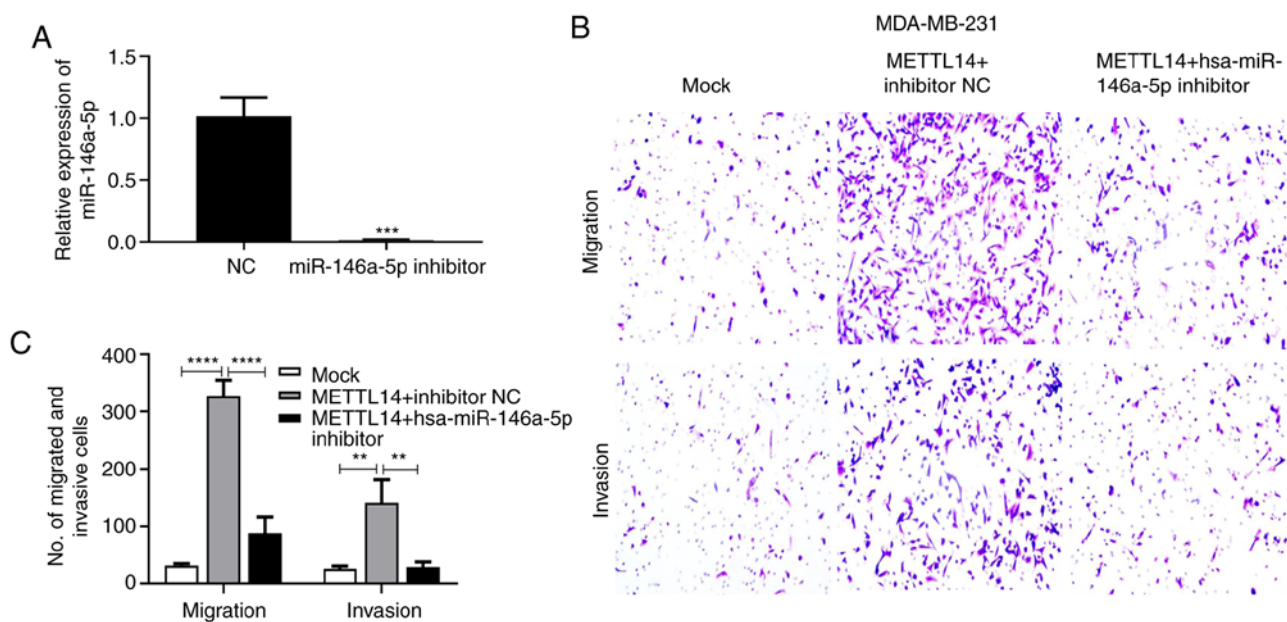 A
Relative expression of
miR-146a-5p
1.5
1.0
0.5
0.0
***
NC
miR-146a-5p inhibitor
B
MDA-MB-231
Mock
METTL14+
inhibitor NC
METTL14+hsa-miR-
146a-5p inhibitor
Migration
Invasion
C
No. of migrated and
invasive cells
400
300
200
100
0
**** ****
** **
Mock
METTL14+inhibitor NC
METTL14+hsa-miR-146a-5p
inhibitor
Migration
Invasion